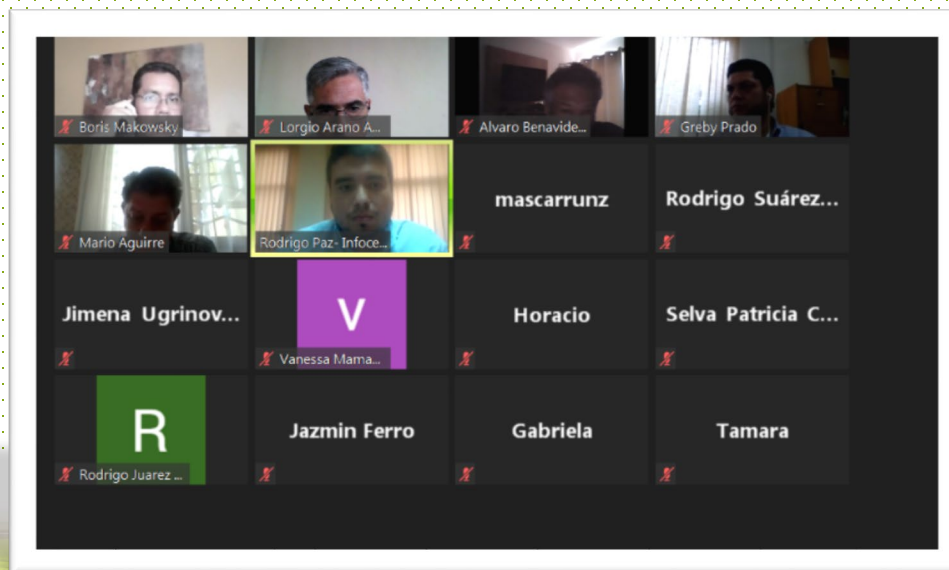 Boris Makowsky
Lorgio Arano A...
Alvaro Benavide...
Greby Prado
Mario Aguirre
Rodrigo Paz- Infoce...
mascarrunz
Rodrigo Suárez...
Jimena Ugrinov...
V
Vanessa Mama...
Horacio
Selva Patricia C...
R
Rodrigo Juarez ...
Jazmin Ferro
Gabriela
Tamara